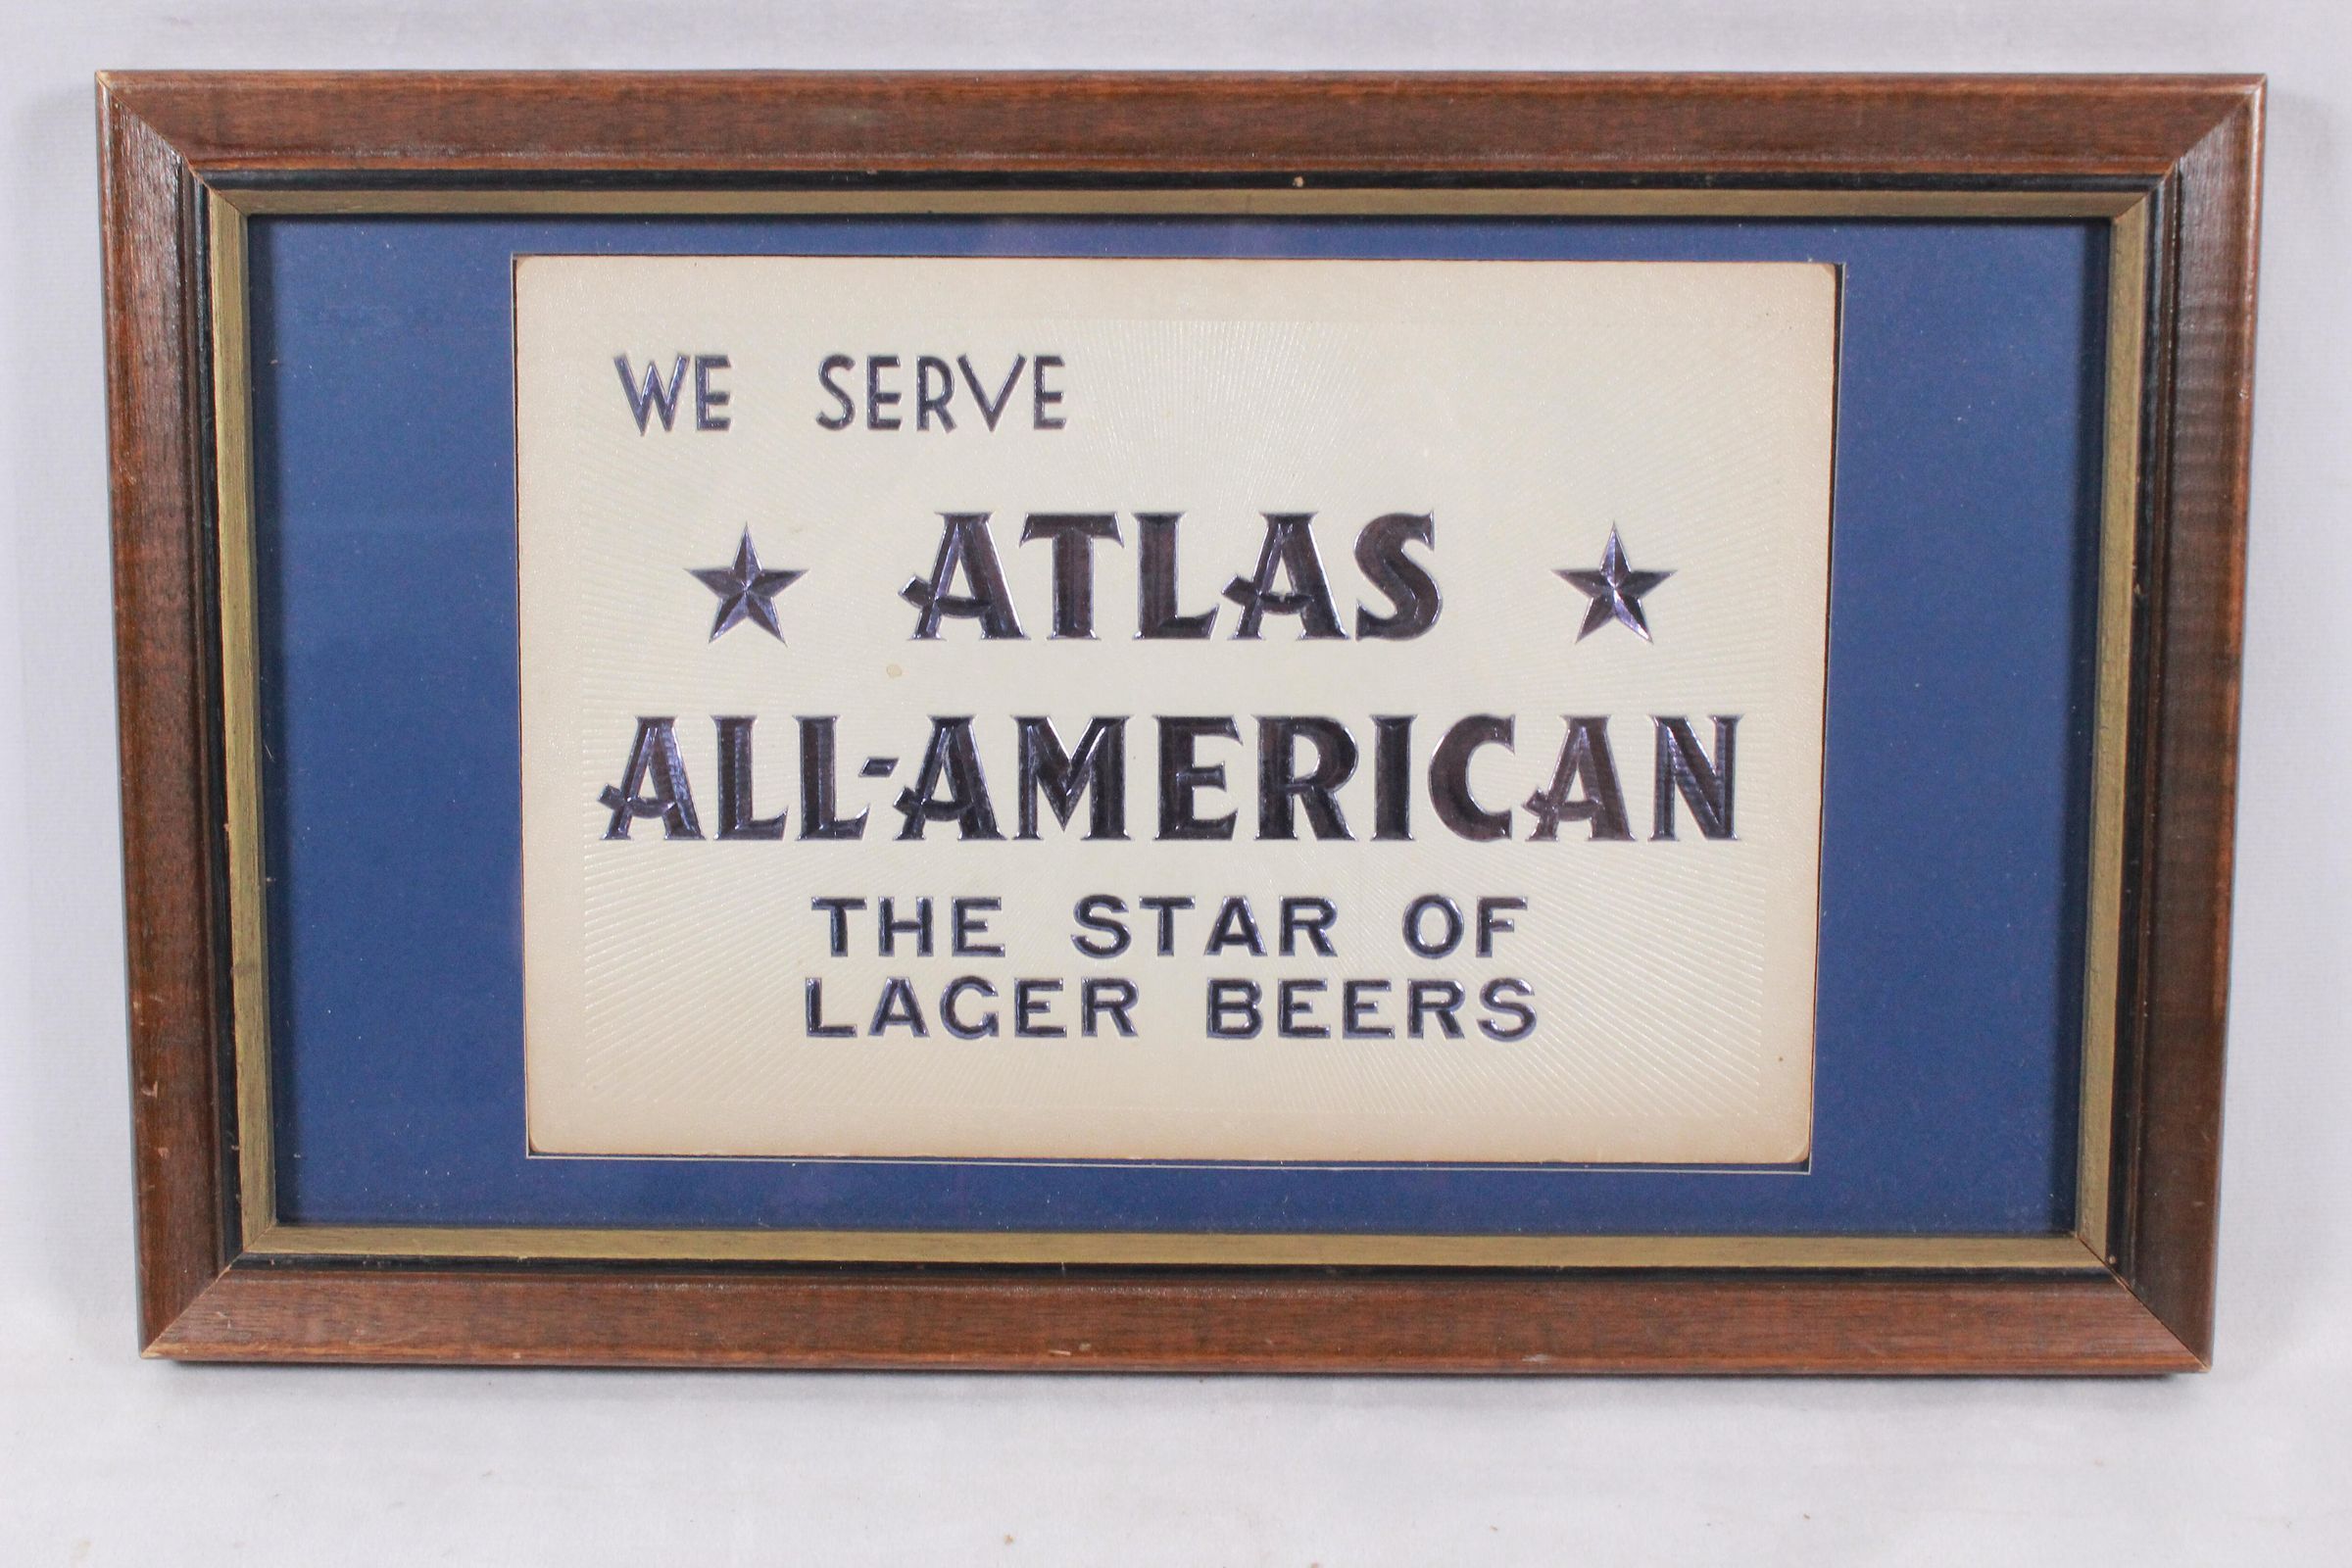 WE SERVE
ATLAS
ALL-AMERICAN
THE STAR OF
LAGER BEERS